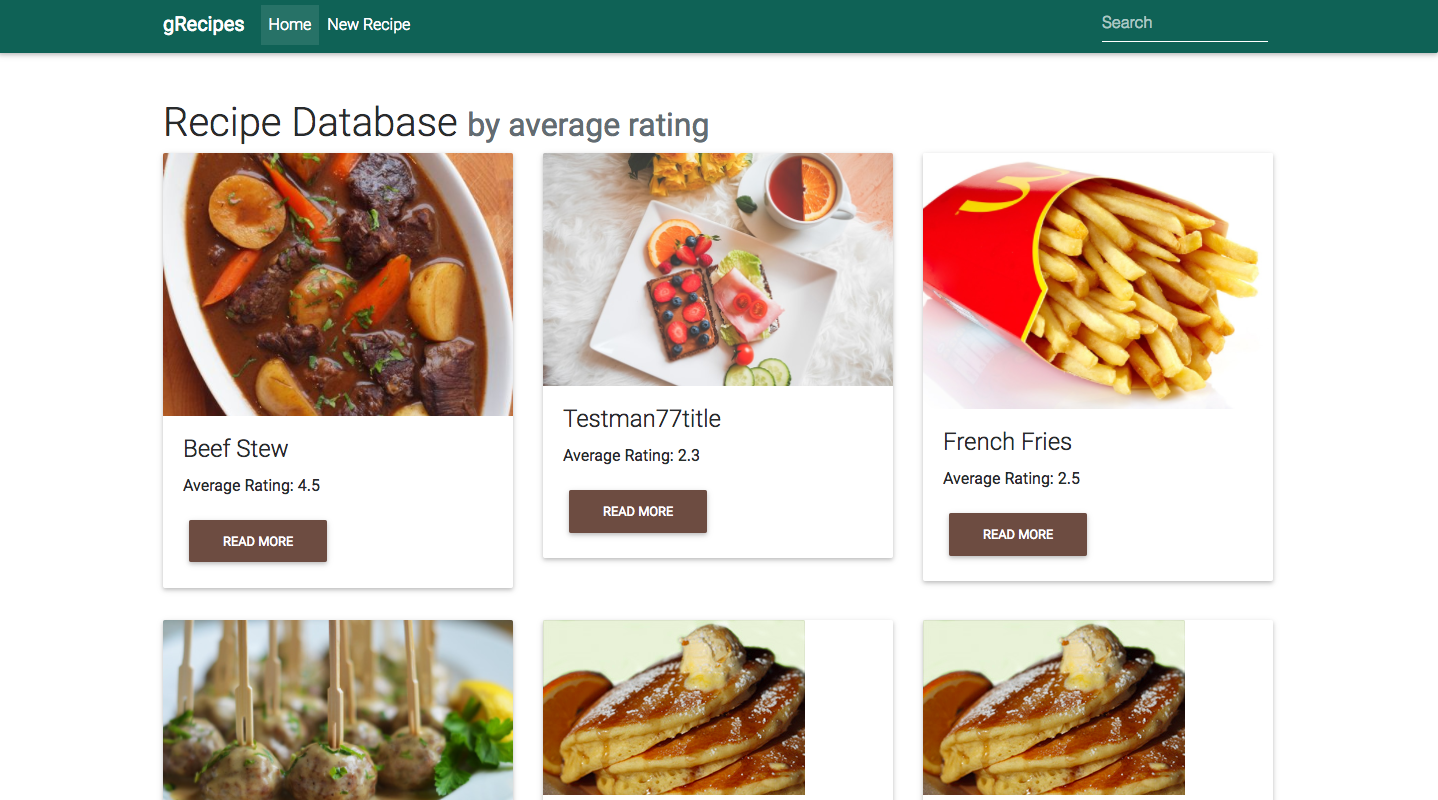 gRecipes Home New Recipe Search
Recipe Database by average rating
Beef Stew
Average Rating: 4.5
READ MORE
Testman77title
Average Rating: 2.3
READ MORE
French Fries
Average Rating: 2.5
READ MORE